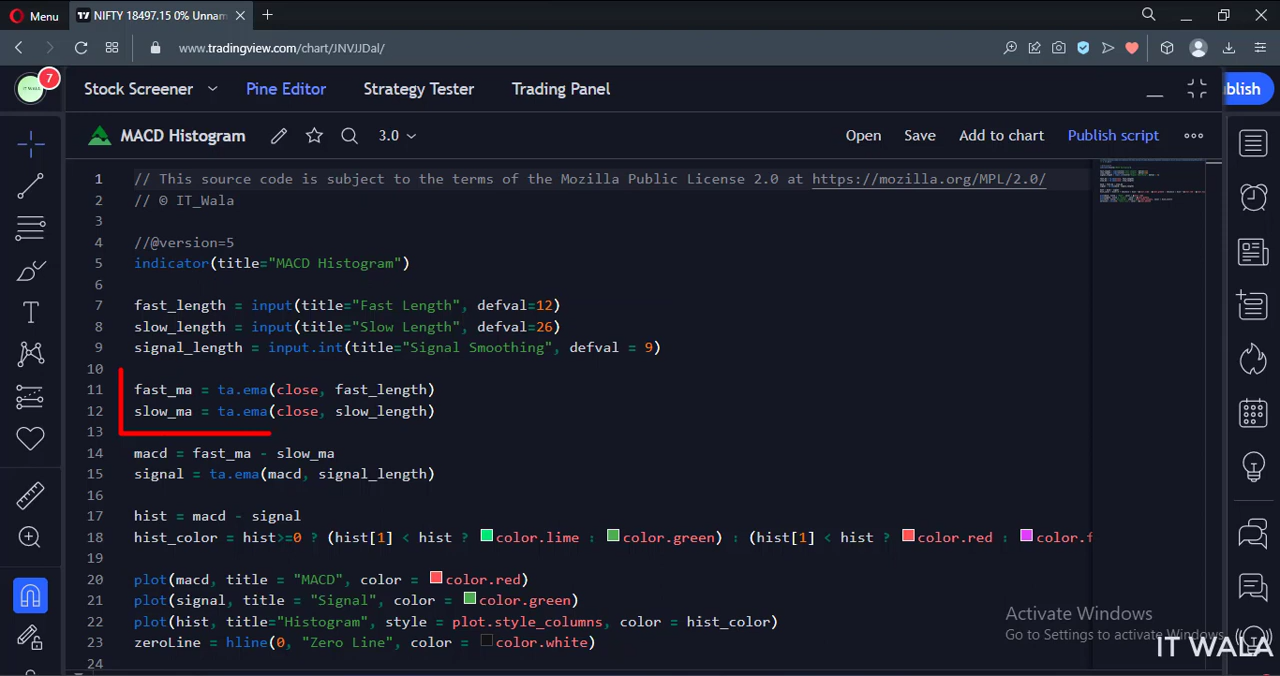 Menu
NIFTY 18497.15 0% Unnam
www.tradingview.com/chart/JNVJJDal/
IT WALA
7
Stock Screener
Pine Editor
Strategy Tester
Trading Panel
blish
MACD Histogram
3.0
Open
Save
Add to chart
Publish script
1 // This source code is subject to the terms of the Mozilla Public License 2.0 at https://mozilla.org/MPL/2.0/
2 // © IT_Wala
3
4 //@version=5
5 indicator(title="MACD Histogram")
6
7 fast_length = input(title="Fast Length", defval=12)
8 slow_length = input(title="Slow Length", defval=26)
9 signal_length = input.int(title="Signal Smoothing", defval = 9)
10
11 fast_ma = ta.ema(close, fast_length)
12 slow_ma = ta.ema(close, slow_length)
13
14 macd = fast_ma - slow_ma
15 signal = ta.ema(macd, signal_length)
16
17 hist = macd - signal
18 hist_color = hist>=0 ? (hist[1] < hist ? color.lime : color.green) : (hist[1] < hist ? color.red : color.f
19
20 plot(macd, title = "MACD", color = color.red)
21 plot(signal, title = "Signal", color = color.green)
22 plot(hist, title="Histogram", style = plot.style_columns, color = hist_color)
23 zeroLine = hline(0, "Zero Line", color = color.white)
24
Activate Windows
Go to Settings to activate Windows.
IT WALA